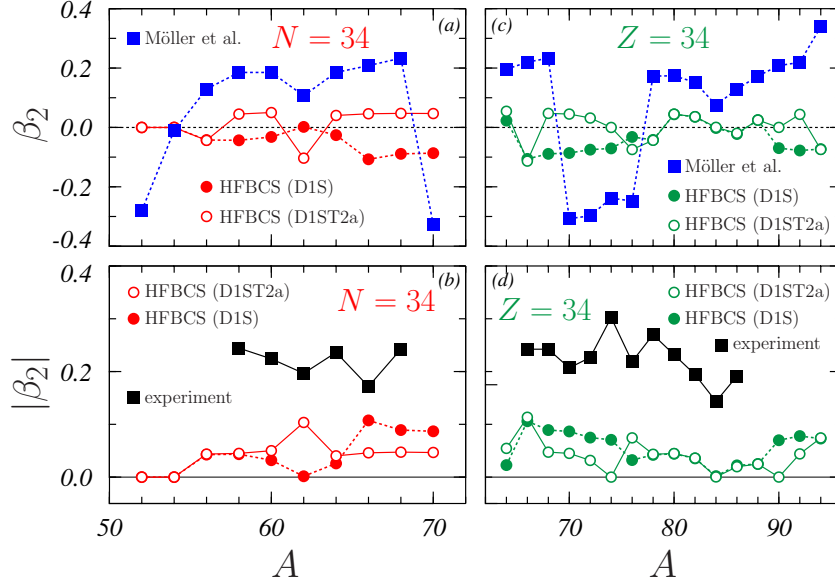 (a)
Möller et al.
N = 34
HFBCS (D1S)
HFBCS (D1ST2a)
β2
0.4
0.2
0.0
-0.2
-0.4
(c)
Z = 34
Möller et al.
HFBCS (D1S)
HFBCS (D1ST2a)
(b)
HFBCS (D1ST2a)
HFBCS (D1S)
N = 34
experiment
|β2|
0.4
0.2
0.0
50
60
70
A
(d)
HFBCS (D1ST2a)
HFBCS (D1S)
Z = 34
experiment
70
80
90
A